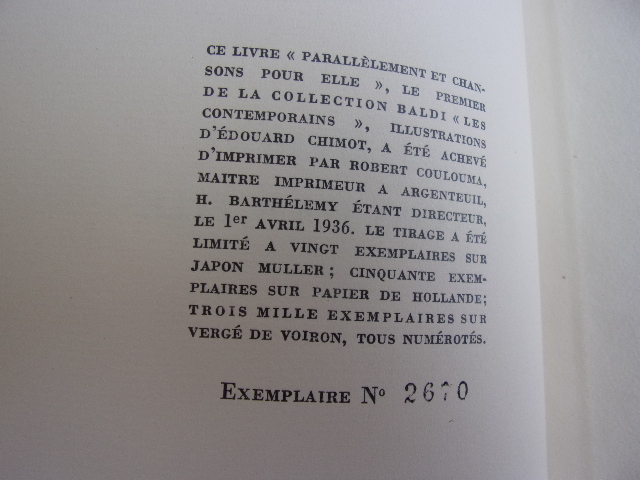 CE LIVRE « PARALLÈLEMENT ET CHAN-
SONS POUR ELLE », LE PREMIER
DE LA COLLECTION BALDI « LES
CONTEMPORAINS », ILLUSTRATIONS
D'ÉDOUARD CHIMOT, A ÉTÉ ACHEVÉ
D'IMPRIMER PAR ROBERT COULOUMA,
MAITRE IMPRIMEUR A ARGENTEUIL,
H. BARTHÉLEMY ÉTANT DIRECTEUR,
LE 1er AVRIL 1936. LE TIRAGE A ÉTÉ
LIMITÉ A VINGT EXEMPLAIRES SUR
JAPON MULLER ; CINQUANTE EXEM-
PLAIRES SUR PAPIER DE HOLLANDE ;
TROIS MILLE EXEMPLAIRES SUR
VERGÉ DE VOIRON, TOUS NUMÉROTÉS.
EXEMPLAIRE No 2670